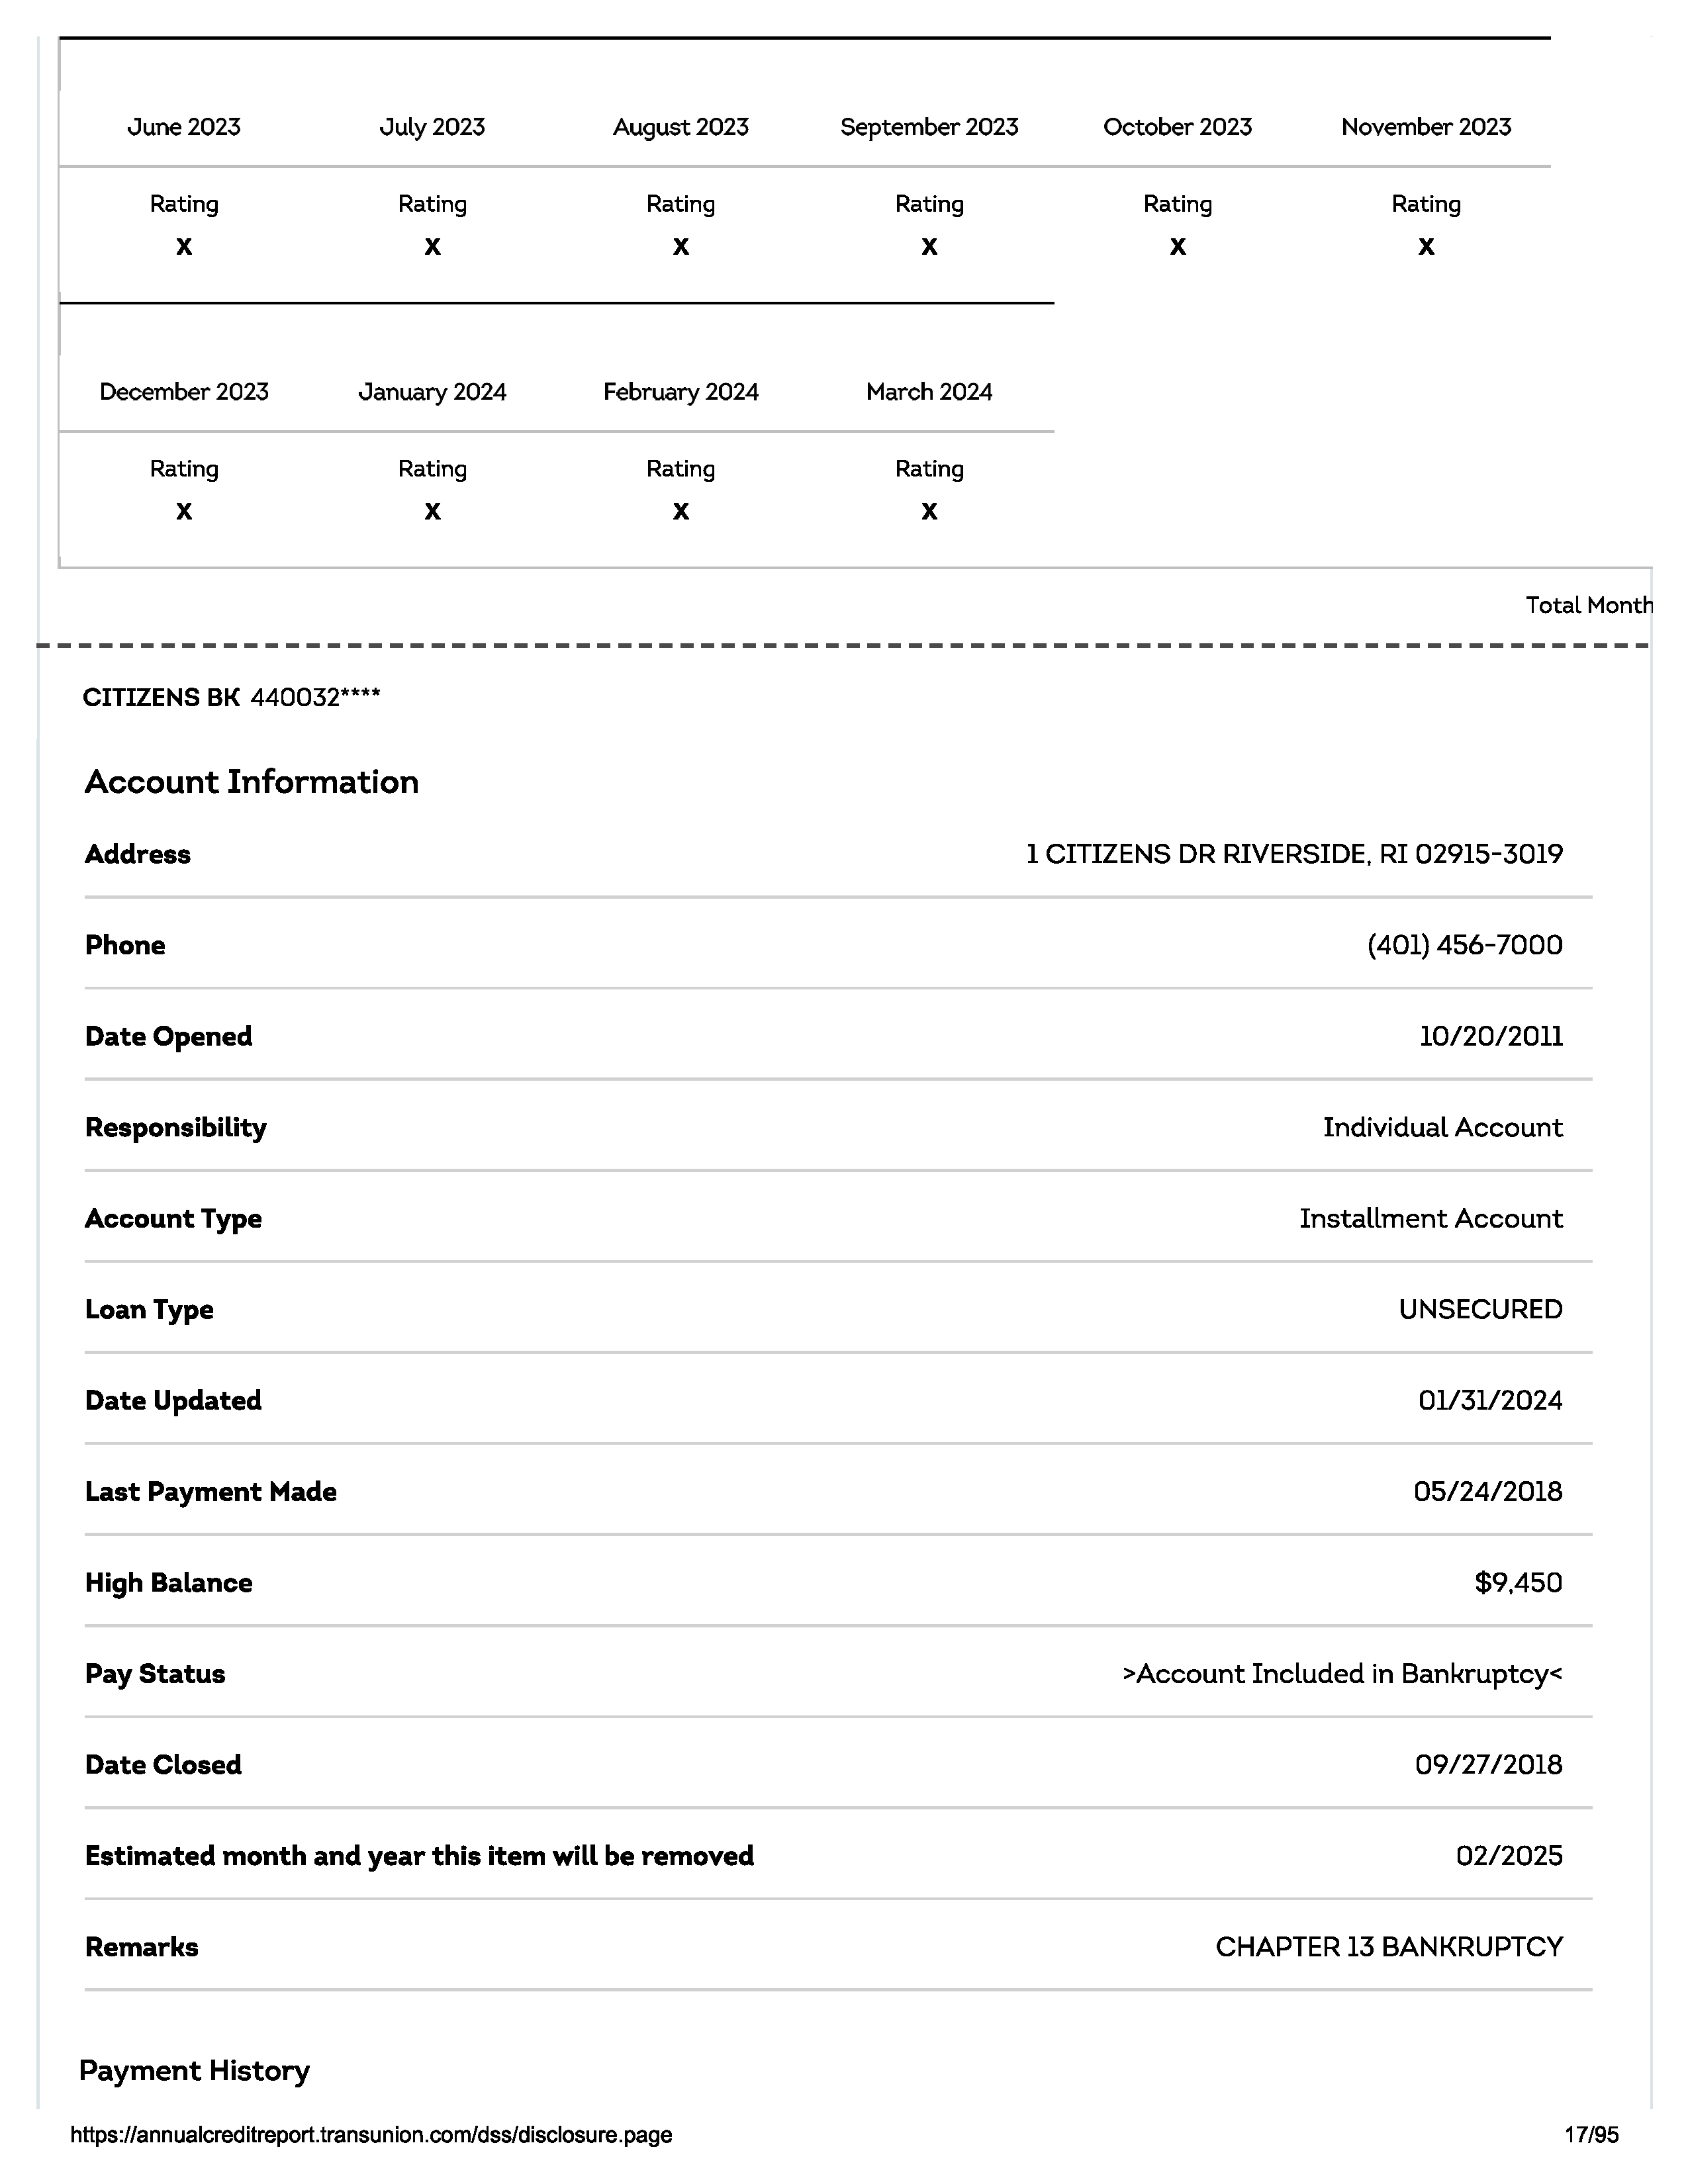 June 2023 July 2023 August 2023 September 2023 October 2023 November 2023
Rating Rating Rating Rating Rating Rating
X X X X X X
December 2023 January 2024 February 2024 March 2024
Rating Rating Rating Rating
X X X X
Total Month
CITIZENS BK 440032****
Account Information
Address 1 CITIZENS DR RIVERSIDE, RI 02915-3019
Phone (401) 456-7000
Date Opened 10/20/2011
Responsibility Individual Account
Account Type Installment Account
Loan Type UNSECURED
Date Updated 01/31/2024
Last Payment Made 05/24/2018
High Balance $9,450
Pay Status >Account Included in Bankruptcy<
Date Closed 09/27/2018
Estimated month and year this item will be removed 02/2025
Remarks CHAPTER 13 BANKRUPTCY
Payment History
https://annualcreditreport.transunion.com/dss/disclosure.page 17/95